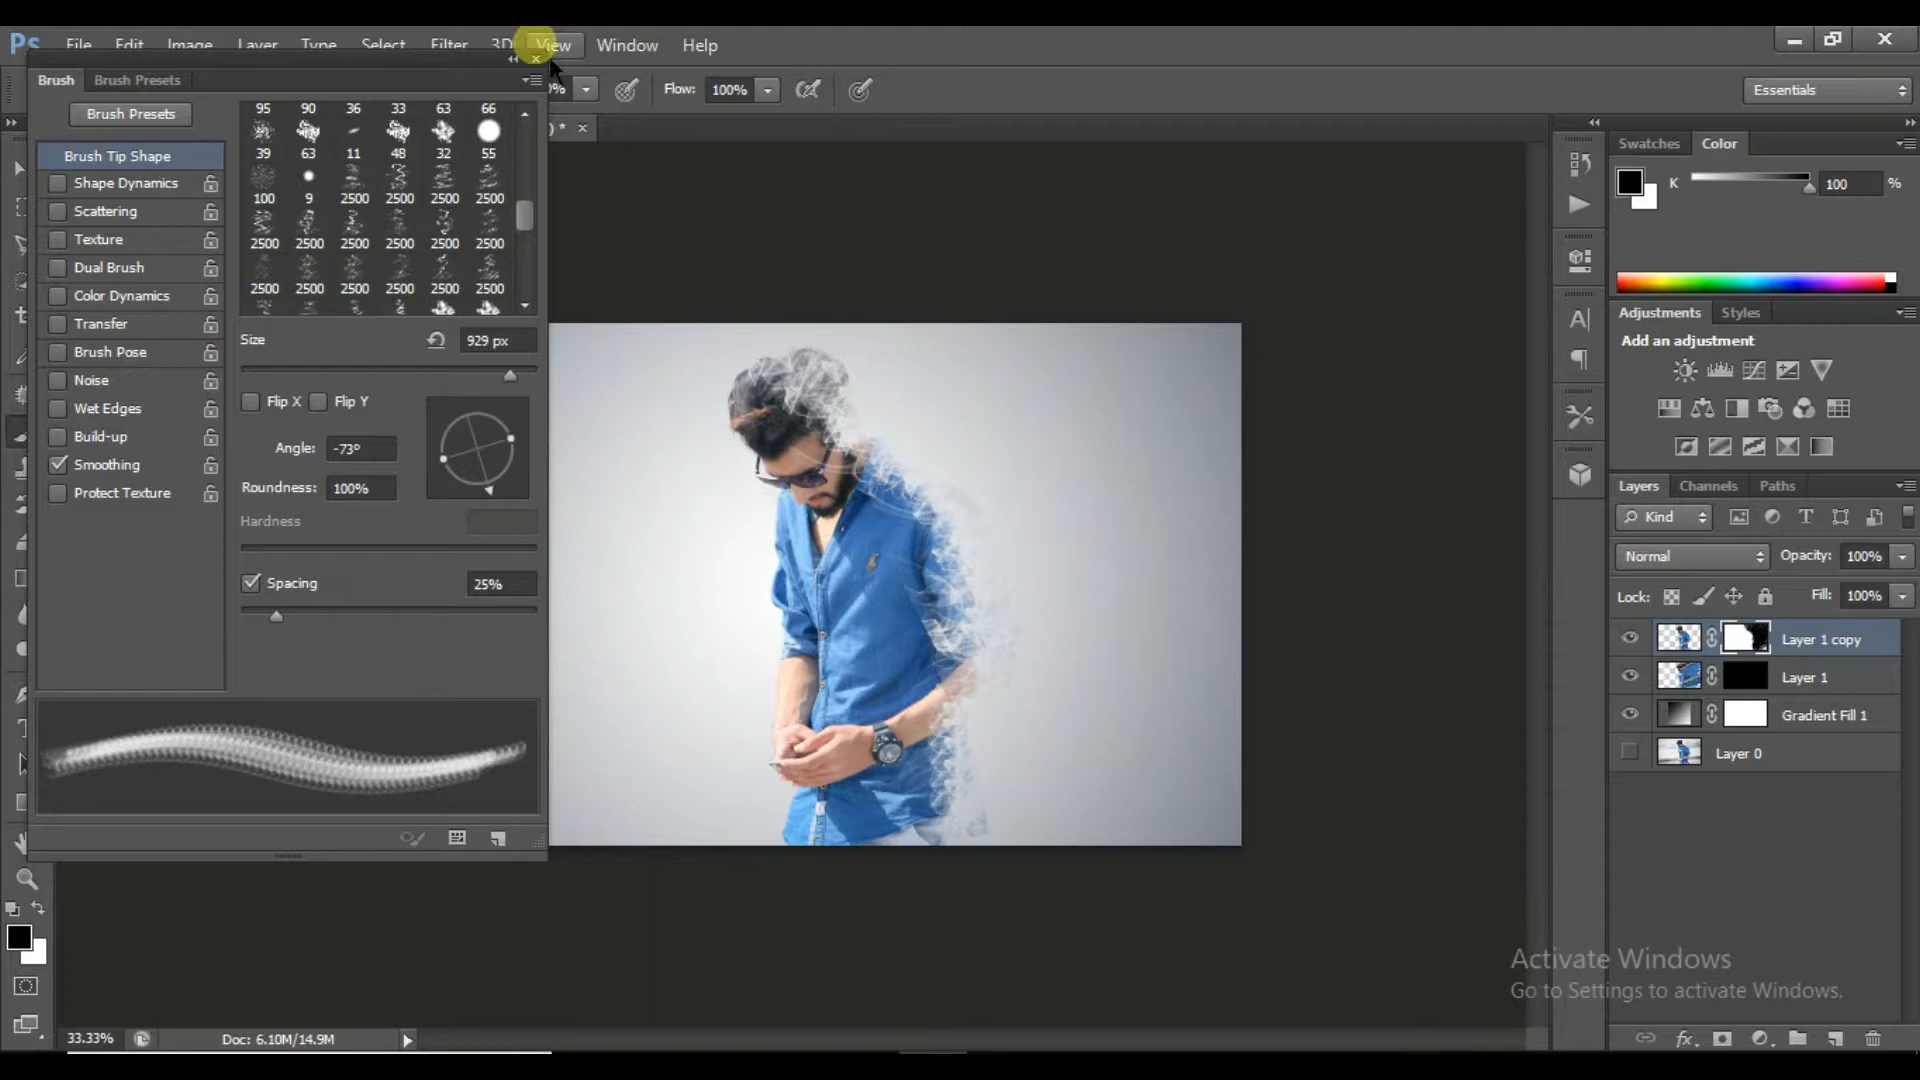 Ps File Edit Image Layer Type Select Filter 3D View Window Help
Brush Brush Presets
0% Flow: 100% Essentials
Brush Presets
) *
95 90 36 33 63 66
39 63 11 48 32 55
100 9 2500 2500 2500 2500
2500 2500 2500 2500 2500 2500
2500 2500 2500 2500 2500 2500
Brush Tip Shape
Shape Dynamics
Scattering
Texture
Dual Brush
Color Dynamics
Transfer
Brush Pose
Noise
Wet Edges
Build-up
Smoothing
Protect Texture
Size 929 px
Flip X Flip Y
Angle: -73º
Roundness: 100%
Hardness
Spacing 25%
Swatches Color
K 100 %
Adjustments Styles
Add an adjustment
Layers Channels Paths
Kind
Normal Opacity: 100%
Lock: Fill: 100%
Layer 1 copy
Layer 1
Gradient Fill 1
Layer 0
Activate Windows
Go to Settings to activate Windows.
33.33% Doc: 6.10M/14.9M